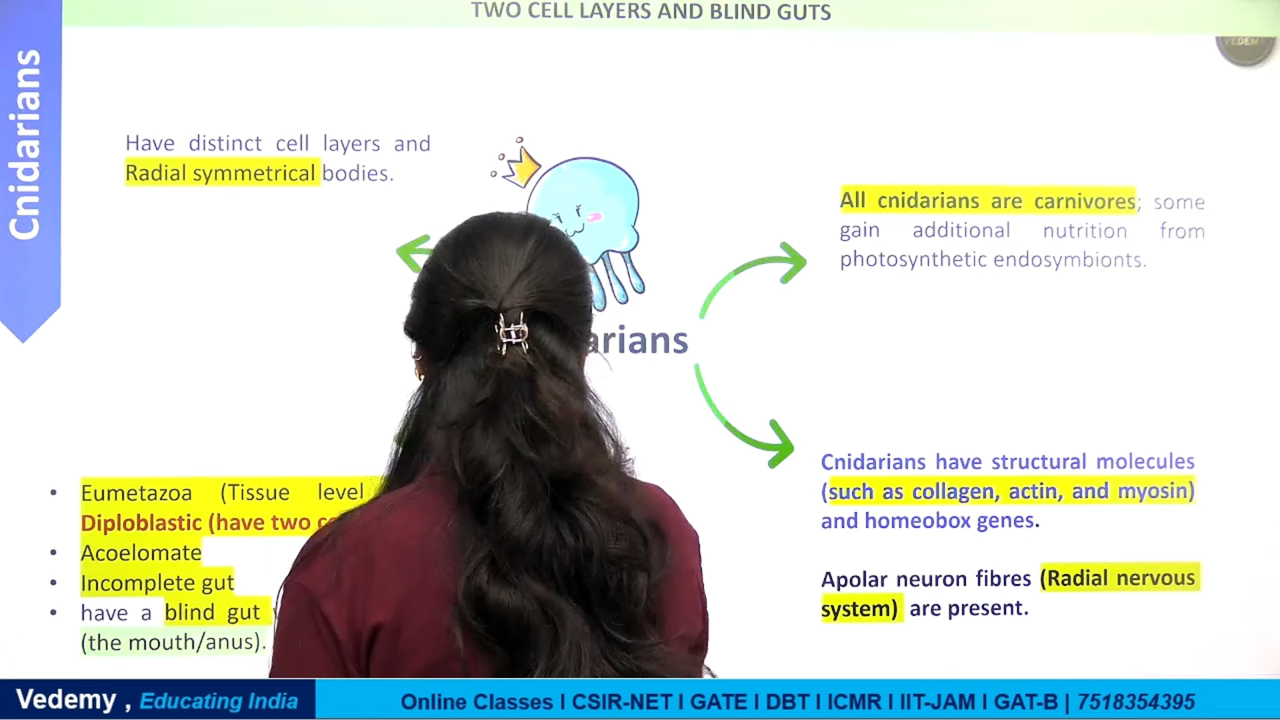 TWO CELL LAYERS AND BLIND GUTS
Cnidarians
VEDEM
Have distinct cell layers and
Radial symmetrical bodies.
All cnidarians are carnivores; some
gain additional nutrition from
photosynthetic endosymbionts.
arians
Eumetazoa (Tissue level
Diploblastic (have two
Acoelomate
Incomplete gut
have a blind gut
(the mouth/anus).
Cnidarians have structural molecules
(such as collagen, actin, and myosin)
and homeobox genes.
Apolar neuron fibres (Radial nervous
system) are present.
Vedemy , Educating India
Online Classes I CSIR-NET I GATE I DBT I ICMR I IIT-JAM I GAT-B | 7518354395